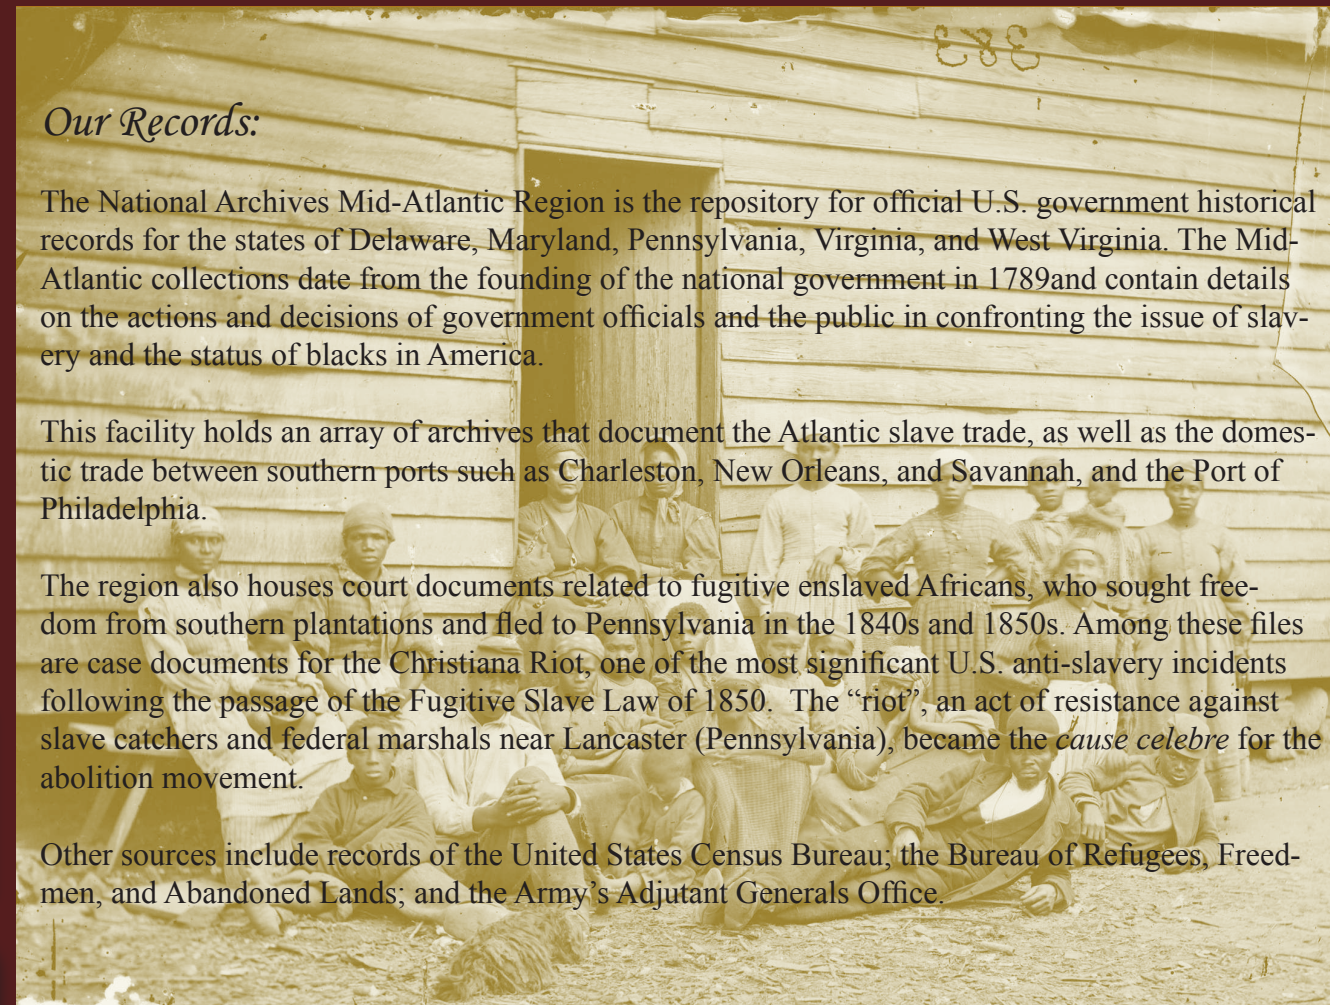 383
Our Records:
The National Archives Mid-Atlantic Region is the repository for official U.S. government historical
records for the states of Delaware, Maryland, Pennsylvania, Virginia, and West Virginia. The Mid-
Atlantic collections date from the founding of the national government in 1789and contain details
on the actions and decisions of government officials and the public in confronting the issue of slav-
ery and the status of blacks in America.
This facility holds an array of archives that document the Atlantic slave trade, as well as the domes-
tic trade between southern ports such as Charleston, New Orleans, and Savannah, and the Port of
Philadelphia.
The region also houses court documents related to fugitive enslaved Africans, who sought free-
dom from southern plantations and fled to Pennsylvania in the 1840s and 1850s. Among these files
are case documents for the Christiana Riot, one of the most significant U.S. anti-slavery incidents
following the passage of the Fugitive Slave Law of 1850.  The “riot”, an act of resistance against
slave catchers and federal marshals near Lancaster (Pennsylvania), became the cause celebre for the
abolition movement.
Other sources include records of the United States Census Bureau; the Bureau of Refugees, Freed-
men, and Abandoned Lands; and the Army’s Adjutant Generals Office.